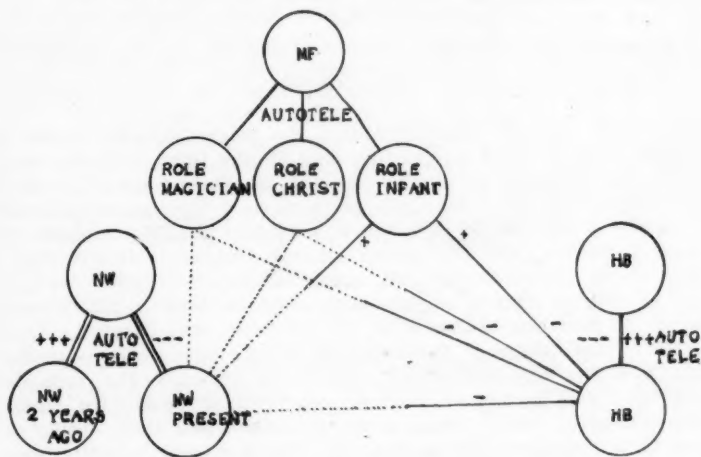 MF
AUTOTELE
ROLE
MAGICIAN
ROLE
CHRIST
ROLE
INFANT
+
+
NW
HB
+++
AUTO
TELE
---
-
-
-
---
+++
AUTO
TELE
NW
2 YEARS
AGO
NW
PRESENT
-
HB